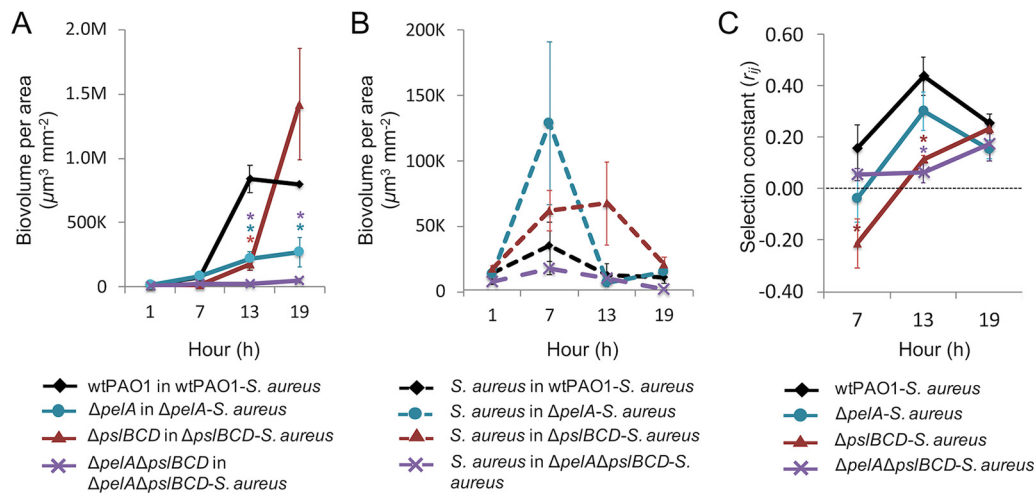 A
Biovolume per area
(µm³ mm⁻²)
2.0M
1.5M
1.0M
500K
0
*
*
*
*
*
1
7
13
19
Hour (h)
wtPAO1 in wtPAO1-S. aureus
ΔpelA in ΔpelA-S. aureus
ΔpslBCD in ΔpslBCD-S. aureus
ΔpelAΔpslBCD in
ΔpelAΔpslBCD-S. aureus
B
Biovolume per area
(µm³ mm⁻²)
200K
150K
100K
50K
0
1
7
13
19
Hour (h)
S. aureus in wtPAO1-S. aureus
S. aureus in ΔpelA-S. aureus
S. aureus in ΔpslBCD-S. aureus
S. aureus in ΔpelAΔpslBCD-S.
aureus
C
Selection constant (rij)
0.60
0.40
0.20
0.00
-0.20
-0.40
*
*
*
7
13
19
Hour (h)
wtPAO1-S. aureus
ΔpelA-S. aureus
ΔpslBCD-S. aureus
ΔpelAΔpslBCD-S. aureus